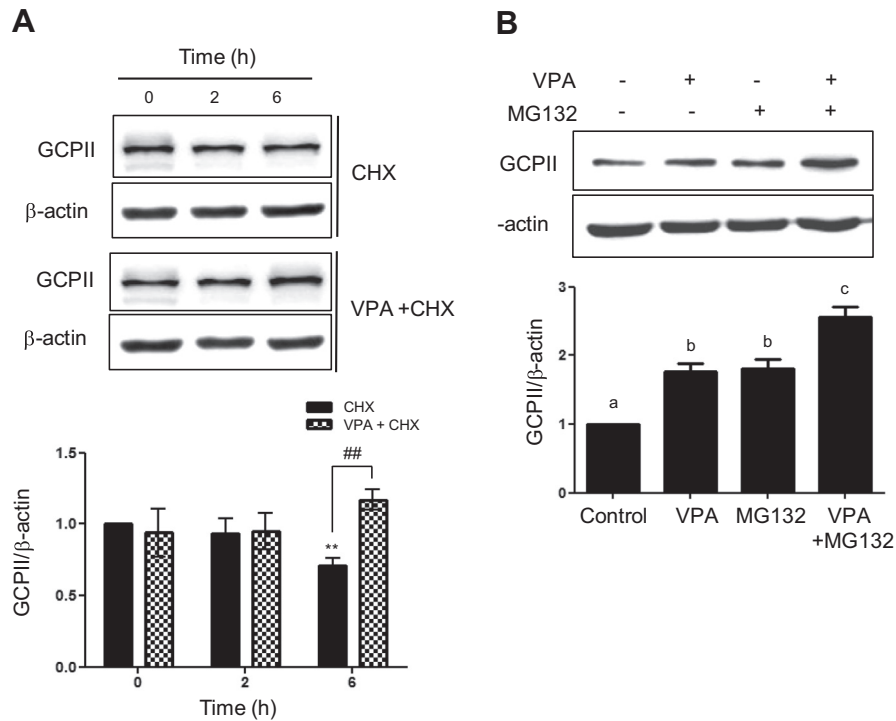 A
Time (h)
0 2 6
GCPII
β-actin
CHX
GCPII
β-actin
VPA +CHX
CHX
VPA + CHX
1.5
1.0
0.5
0.0
GCPII/β-actin
**
##
0 2 6
Time (h)
B
VPA - + - +
MG132 - - + +
GCPII
-actin
3
2
1
0
GCPII/β-actin
a
b
b
c
Control VPA MG132 VPA
+MG132